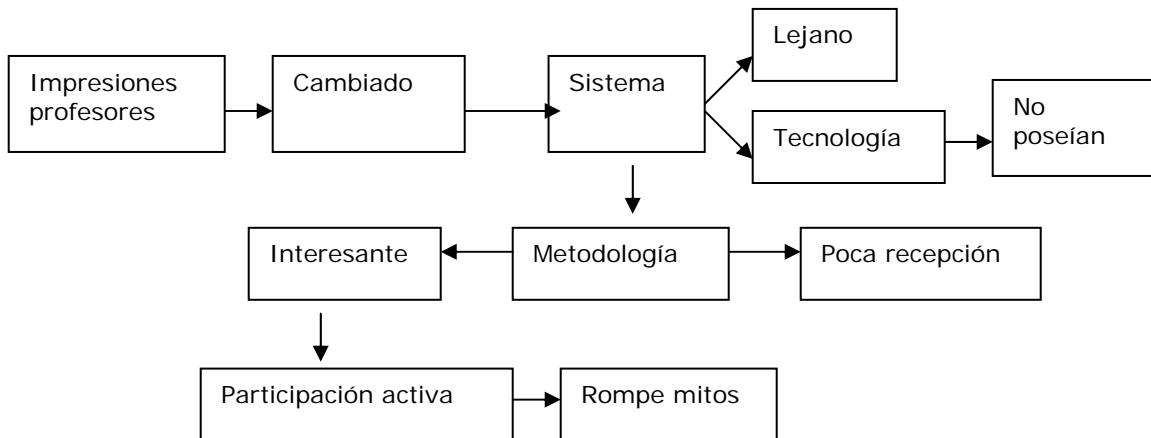 Lejano
Impresiones
profesores
Cambiado
Sistema
Tecnología
No
poseían
Interesante
Metodología
Poca recepción
Participación activa
Rompe mitos